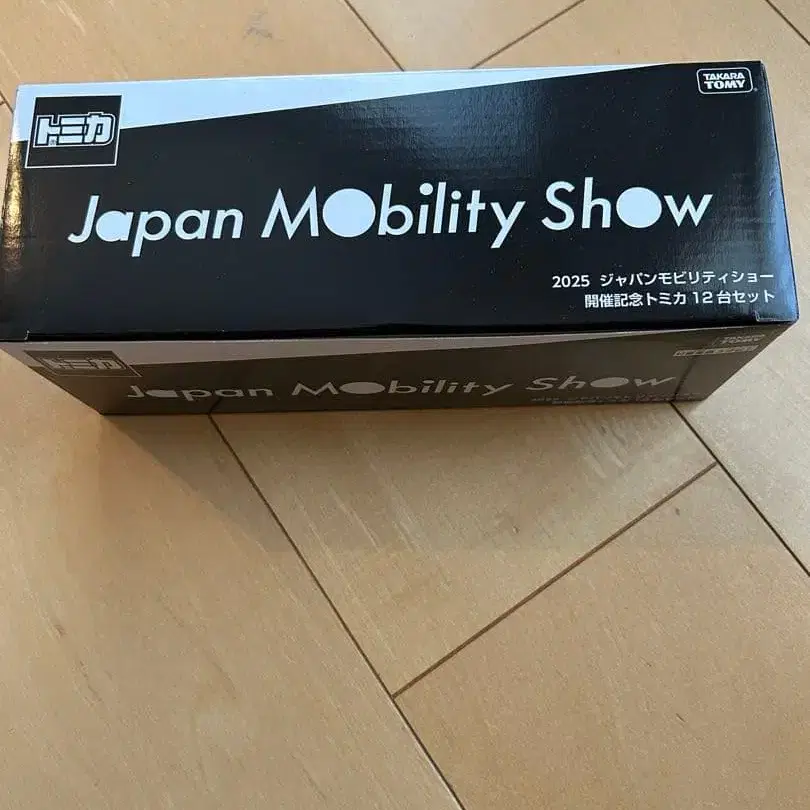 トミカ
TAKARA
TOMY
Japan Mobility Show
2025 ジャパンモビリティショー
開催記念トミカ 12台セット
トミカ
Japan Mobility Show